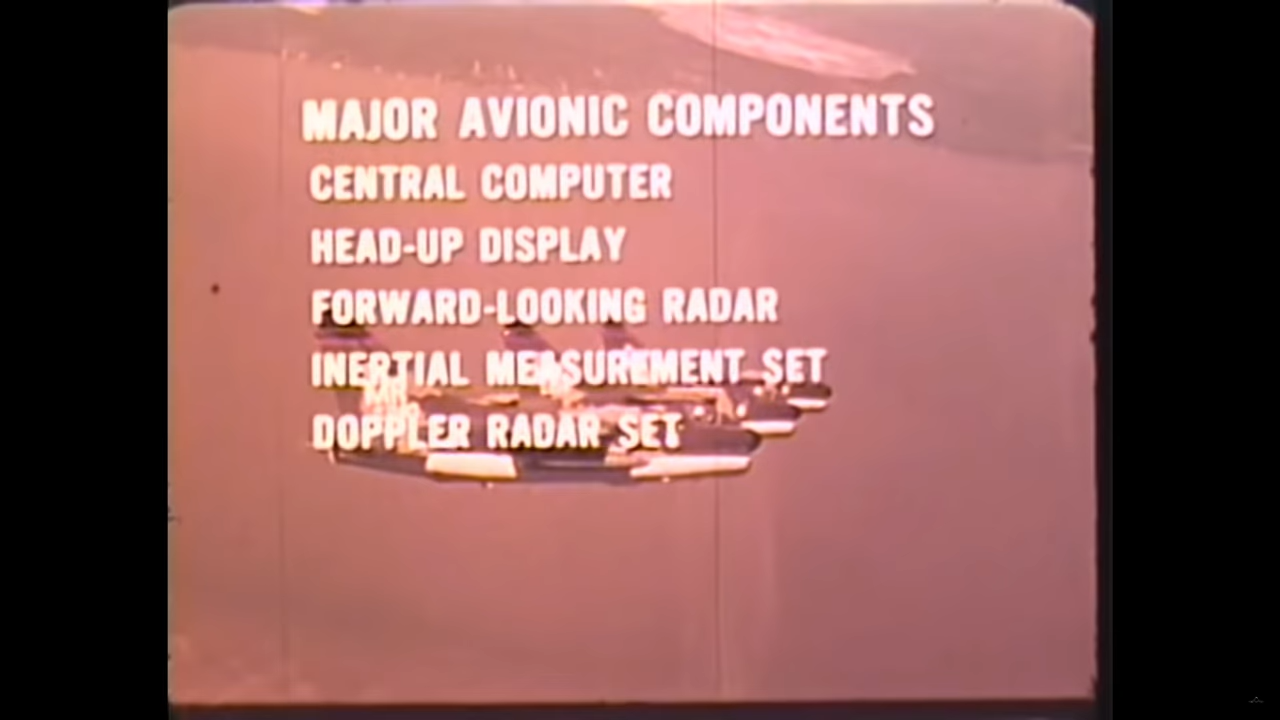 MAJOR AVIONIC COMPONENTS
CENTRAL COMPUTER
HEAD-UP DISPLAY
FORWARD-LOOKING RADAR
INERTIAL MEASUREMENT SET
DOPPLER RADAR SET